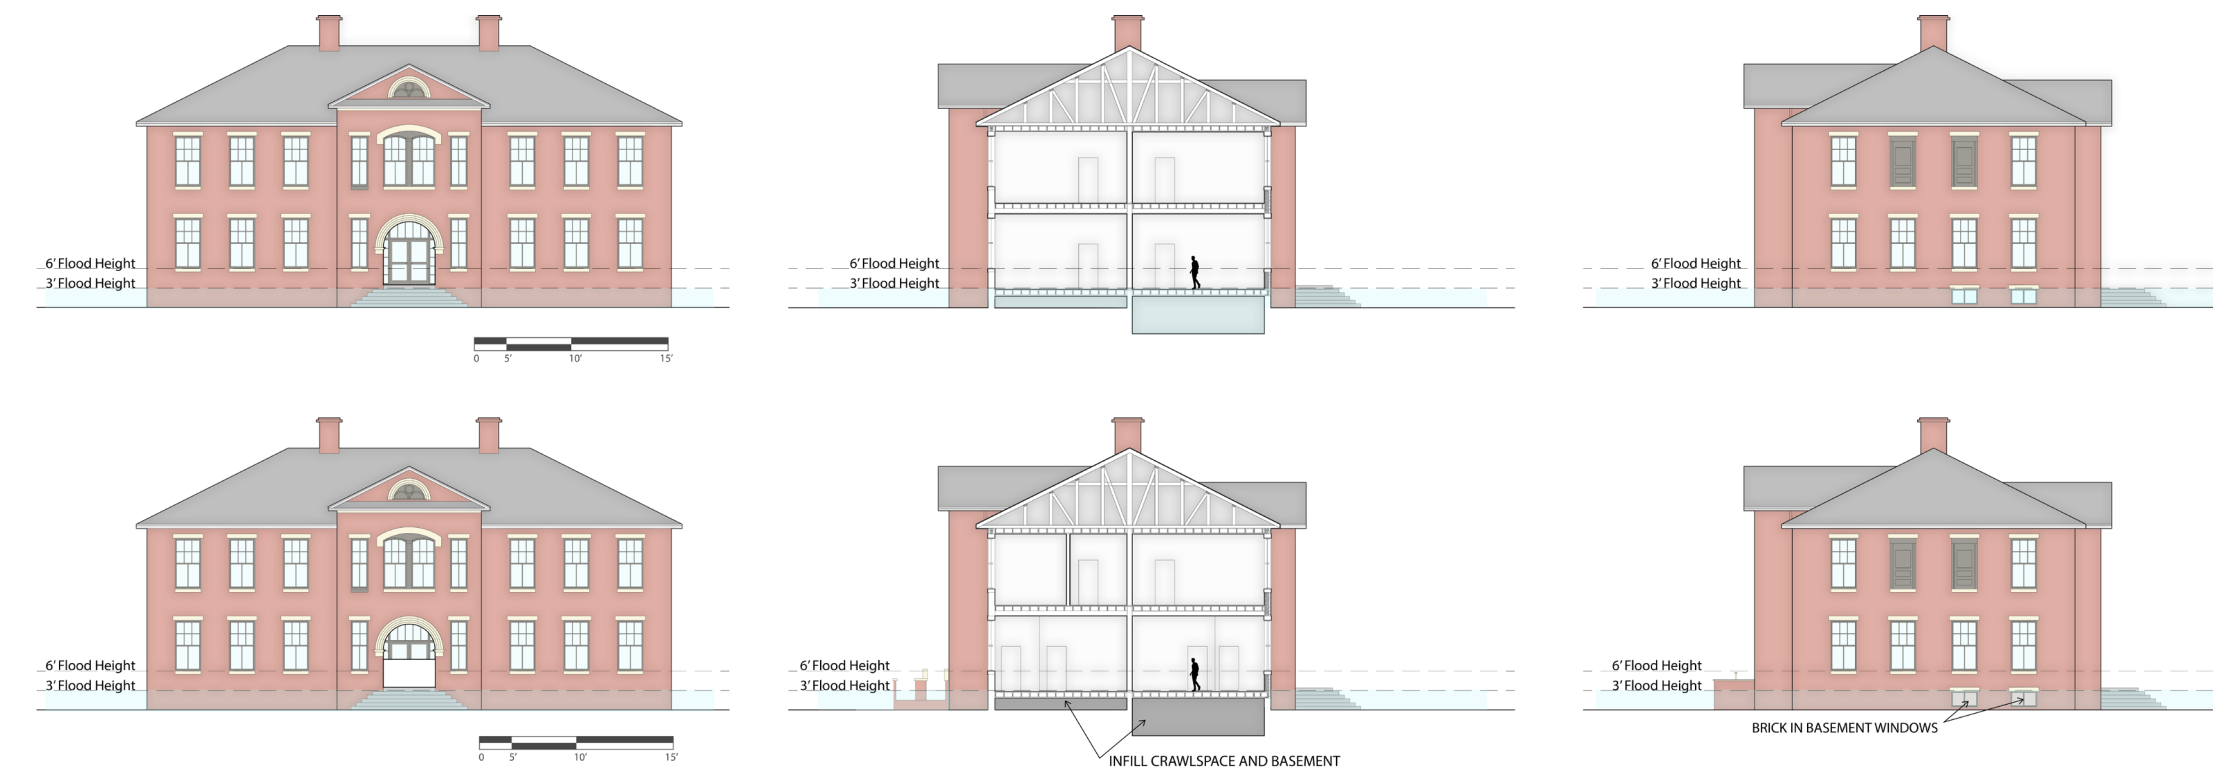 6' Flood Height
3' Flood Height
6' Flood Height
3' Flood Height
6' Flood Height
3' Flood Height
0 5' 10' 15'
6' Flood Height
3' Flood Height
6' Flood Height
3' Flood Height
6' Flood Height
3' Flood Height
BRICK IN BASEMENT WINDOWS
0 5' 10' 15'
INFILL CRAWLSPACE AND BASEMENT